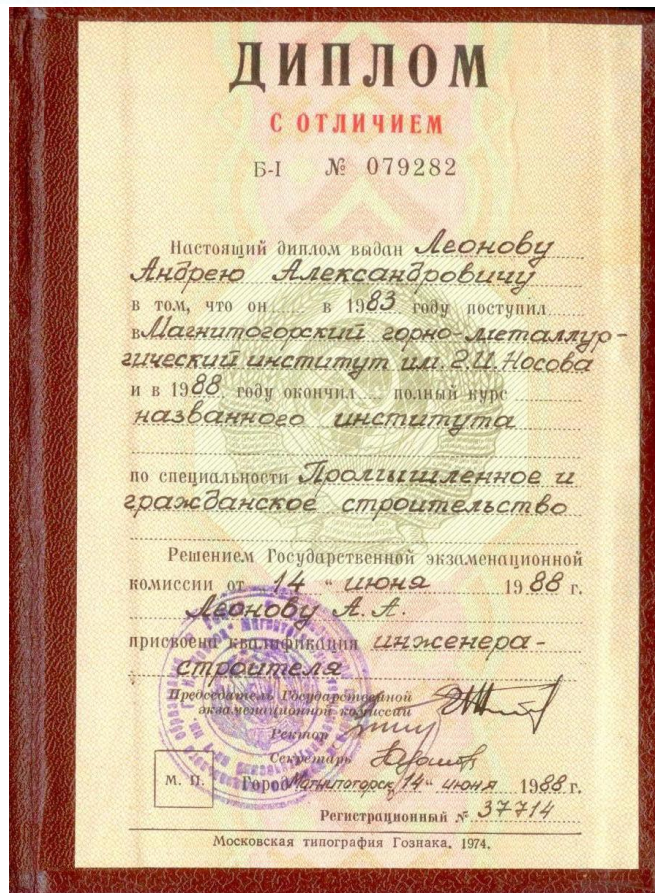 ДИПЛОМ
С ОТЛИЧИЕМ
Б-I № 079282
Настоящий диплом выдан Леонову
Андрею Александровичу
в том, что он в 1983 году поступил
в Магнитогорский горно-металлур-
гический институт им. Г.И. Носова
и в 1988 году окончил полный курс
названного института
по специальности Промышленное и
гражданское строительство
Решением Государственной экзаменационной
комиссии от „14“ июня 1988 г.
Леонову А. А.
присвоена квалификация инженера-
строителя
Председатель Государственной
экзаменационной комиссии
Ректор
Секретарь
М. П. Город Магнитогорск, 14“ июня 1988 г.
Регистрационный № 37714
Московская типография Гознака. 1974.